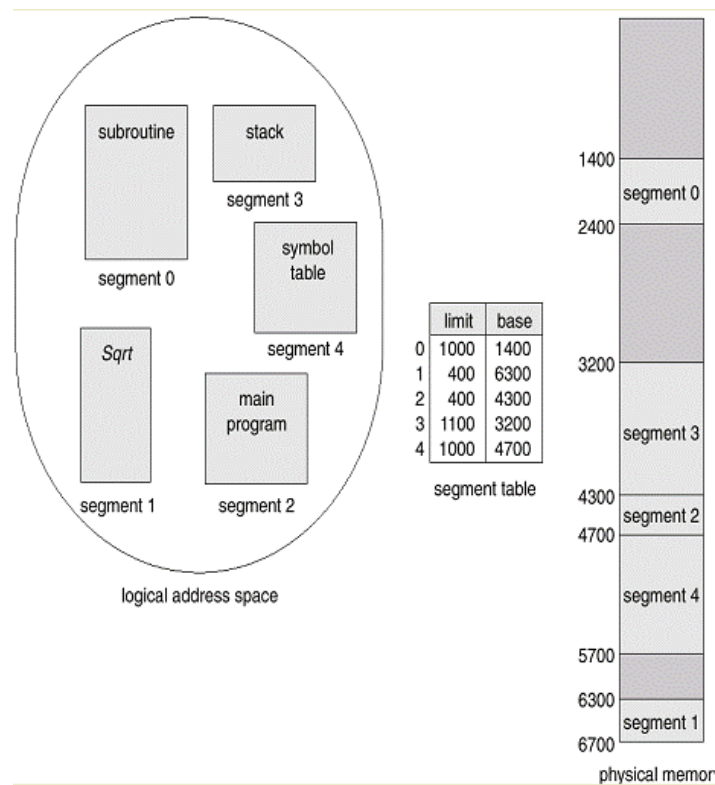 subroutine
segment 0
stack
segment 3
symbol
table
segment 4
Sqrt
segment 1
main
program
segment 2
logical address space
limit base
0 1000 1400
1 400 6300
2 400 4300
3 1100 3200
4 1000 4700
segment table
1400
segment 0
2400
3200
segment 3
4300
segment 2
4700
segment 4
5700
6300
segment 1
6700
physical memor